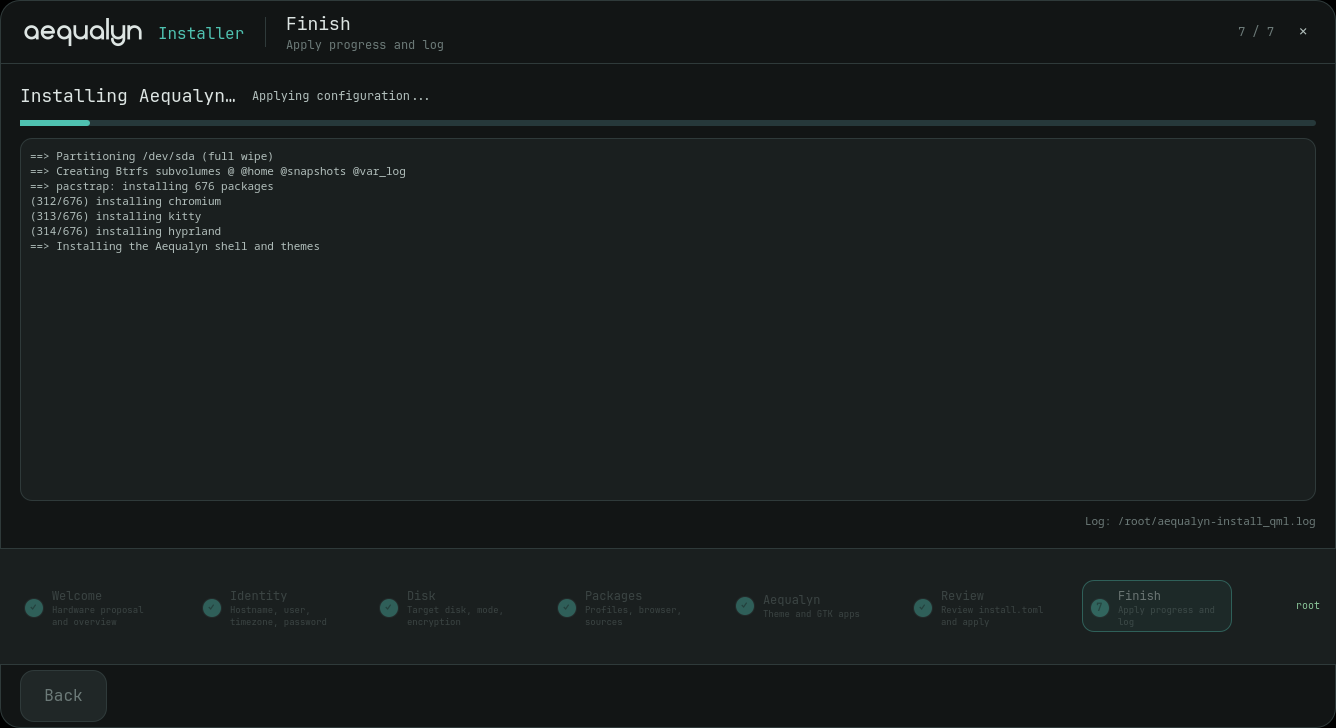 aequalyn Installer
Finish
Apply progress and log
7 / 7 ×
Installing Aequalyn… Applying configuration...
==> Partitioning /dev/sda (full wipe)
==> Creating Btrfs subvolumes @ @home @snapshots @var_log
==> pacstrap: installing 676 packages
(312/676) installing chromium
(313/676) installing kitty
(314/676) installing hyprland
==> Installing the Aequalyn shell and themes
Log: /root/aequalyn-install_qml.log
✓ Welcome
Hardware proposal
and overview
✓ Identity
Hostname, user,
timezone, password
✓ Disk
Target disk, mode,
encryption
✓ Packages
Profiles, browser,
sources
✓ Aequalyn
Theme and GTK apps
✓ Review
Review install.toml
and apply
7 Finish
Apply progress and
log
root
Back